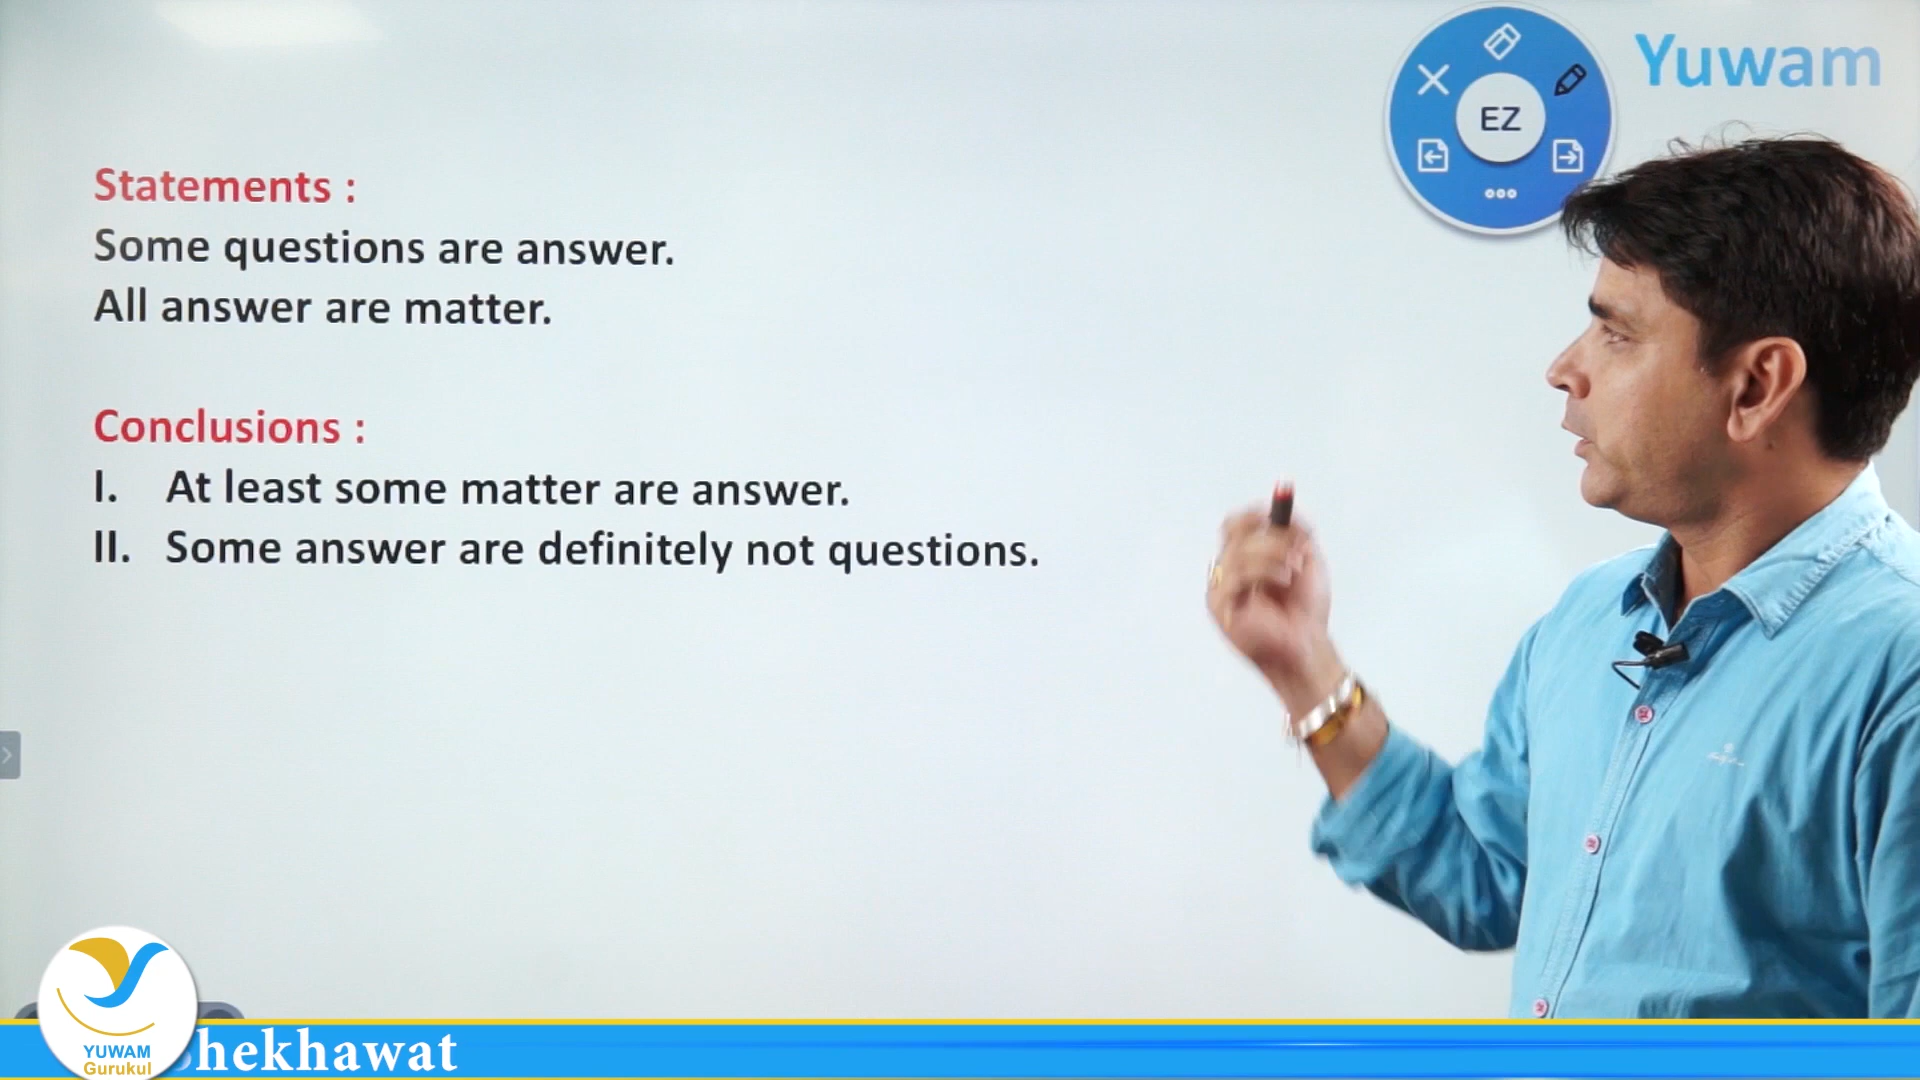 Yuwam
EZ
Statements :
Some questions are answer.
All answer are matter.
Conclusions :
I. At least some matter are answer.
II. Some answer are definitely not questions.
YUWAM
Gurukul
hekhawat